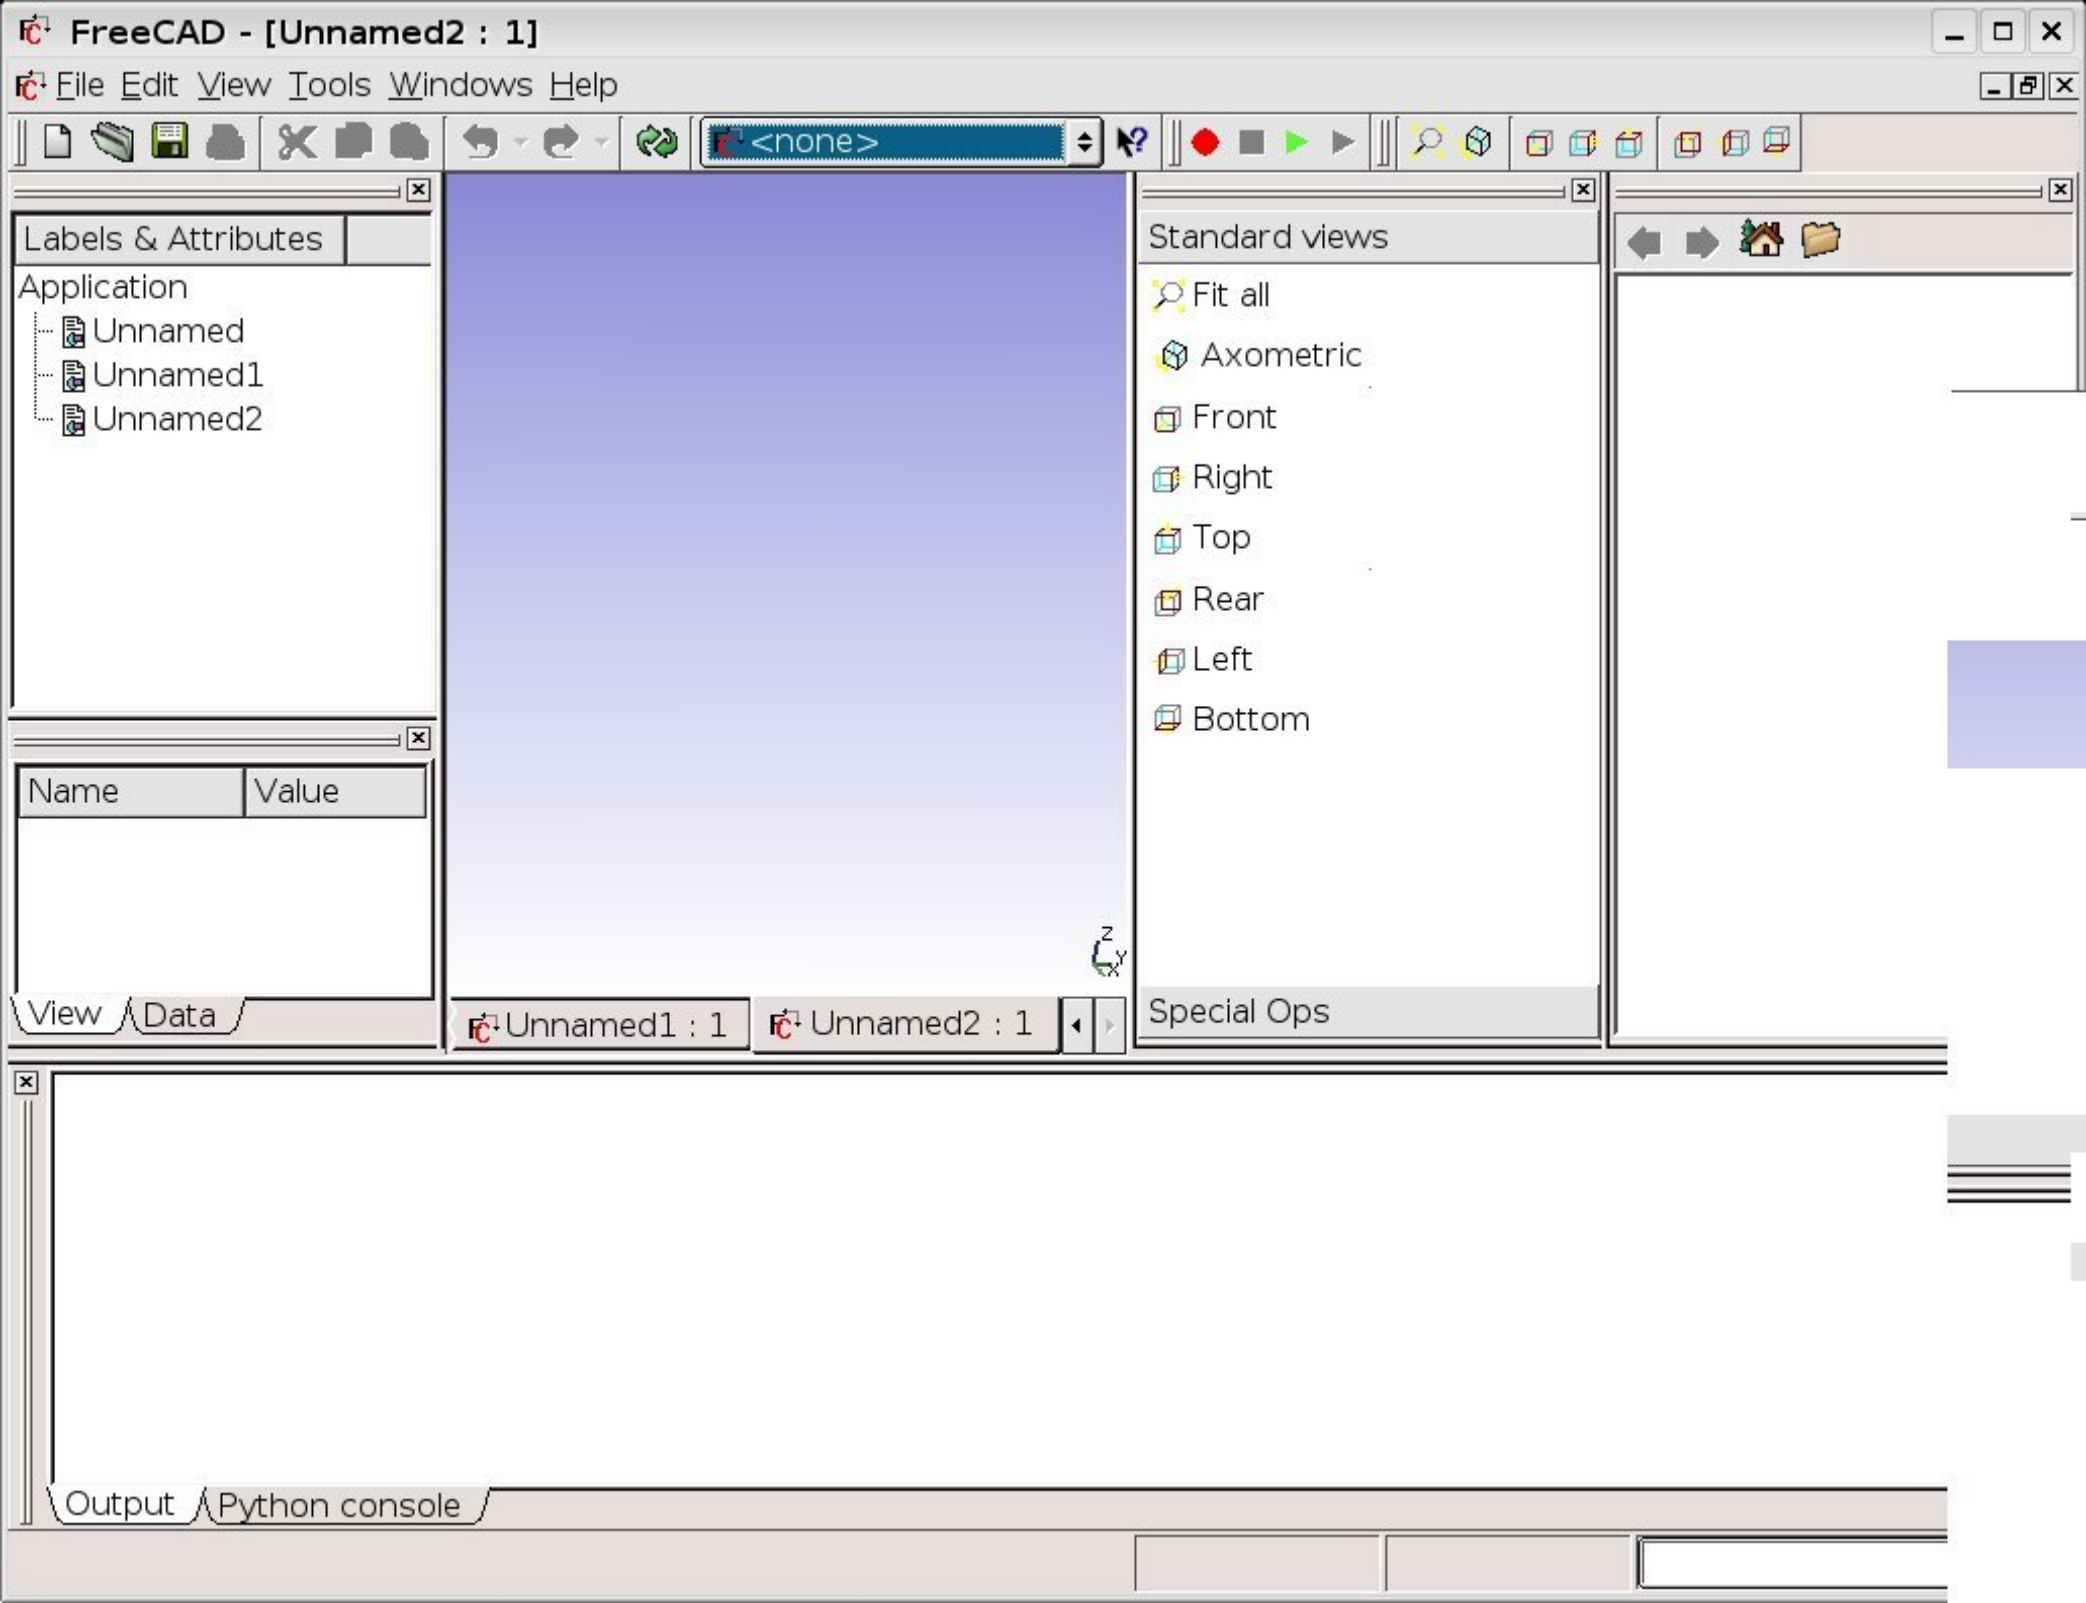 FreeCAD - [Unnamed2 : 1]
File Edit View Tools Windows Help
<none>
Labels & Attributes
Application
Unnamed
Unnamed1
Unnamed2
Name Value
View Data
Z
Y
X
Unnamed1 : 1 Unnamed2 : 1
Standard views
Fit all
Axometric
Front
Right
Top
Rear
Left
Bottom
Special Ops
Output Python console